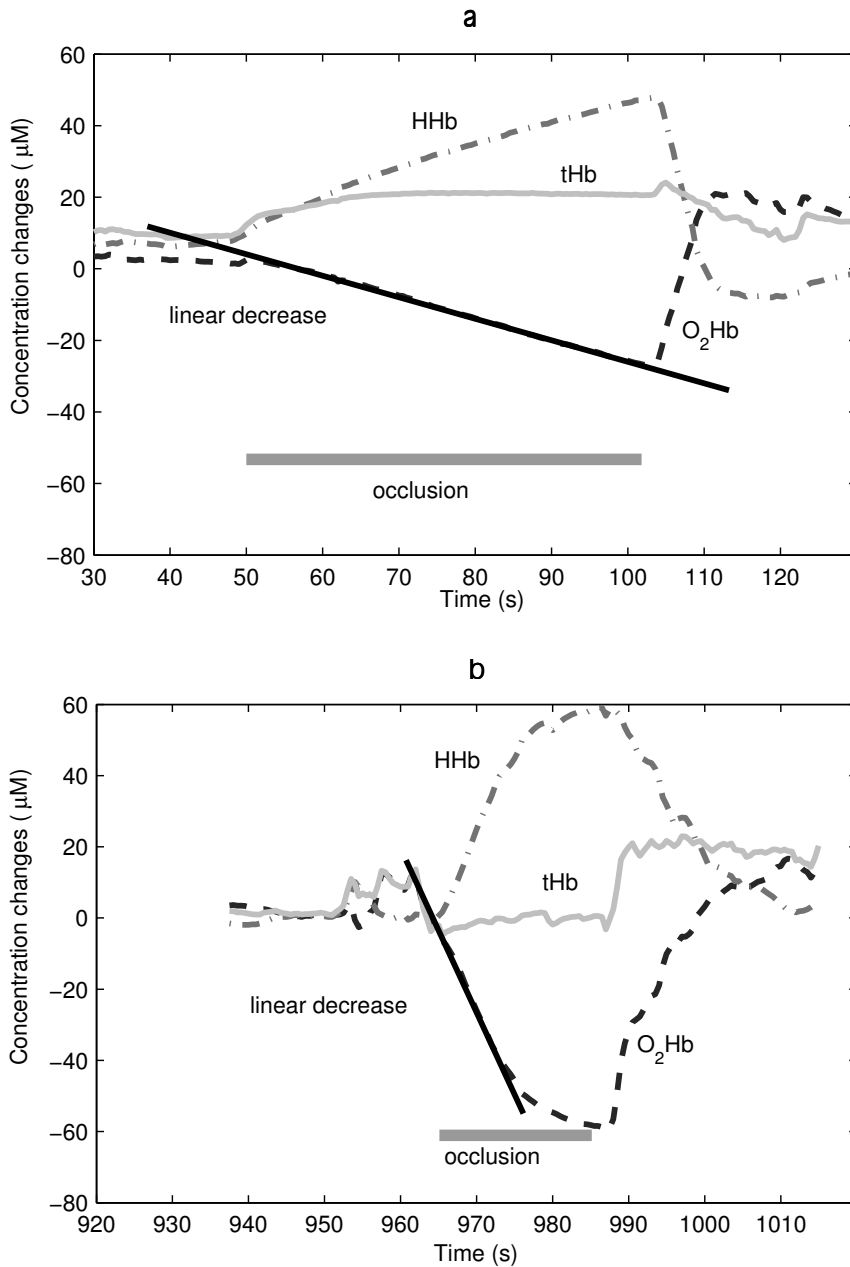 a
60
40
20
0
−20
−40
−60
−80
Concentration changes ( μM)
HHb
tHb
linear decrease
O2Hb
occlusion
30 40 50 60 70 80 90 100 110 120
Time (s)
b
60
40
20
0
−20
−40
−60
−80
Concentration changes ( μM)
HHb
tHb
linear decrease
O2Hb
occlusion
920 930 940 950 960 970 980 990 1000 1010
Time (s)